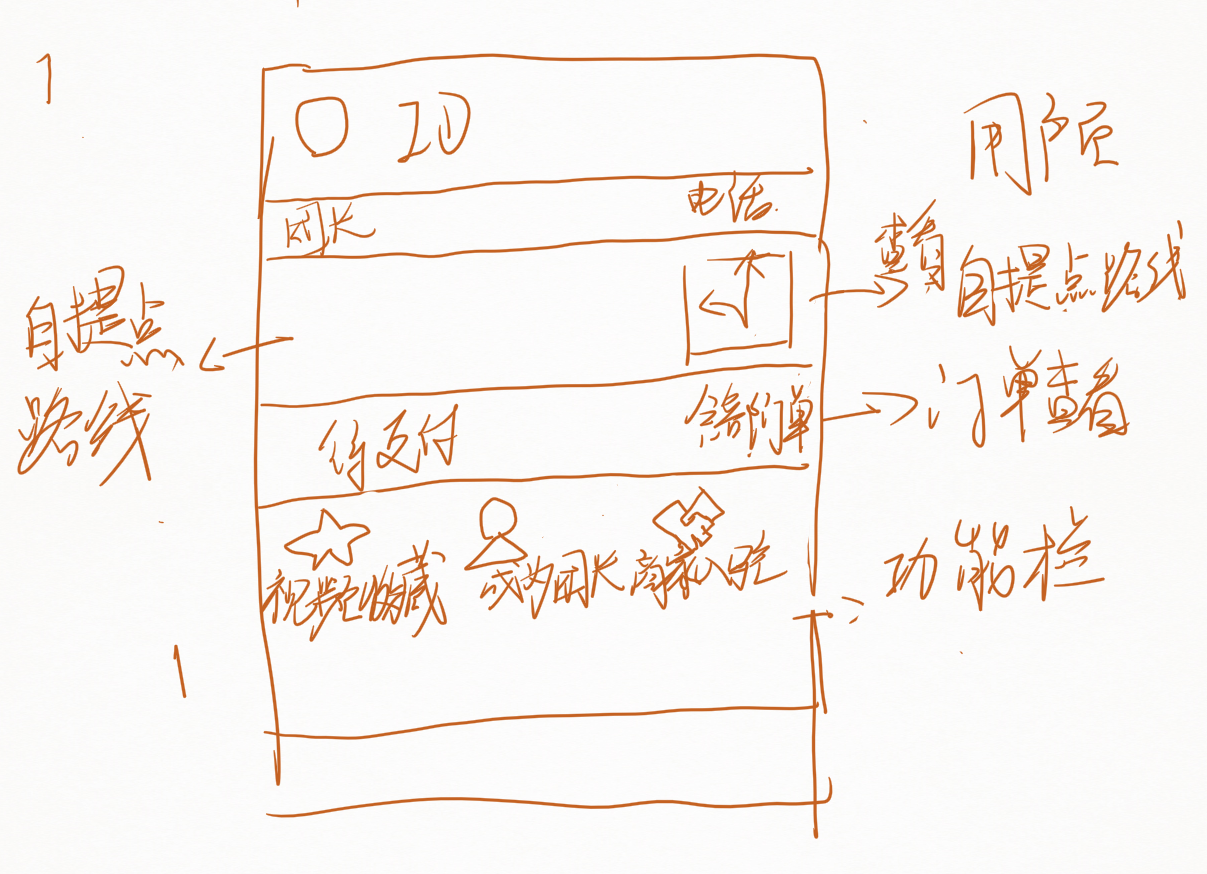 1
ID
用户页
团长
电话
查看
自提点路线
自提点
路线
待支付
全部订单
订单查看
视频收藏
成为团长
商家入驻
功能栏
1